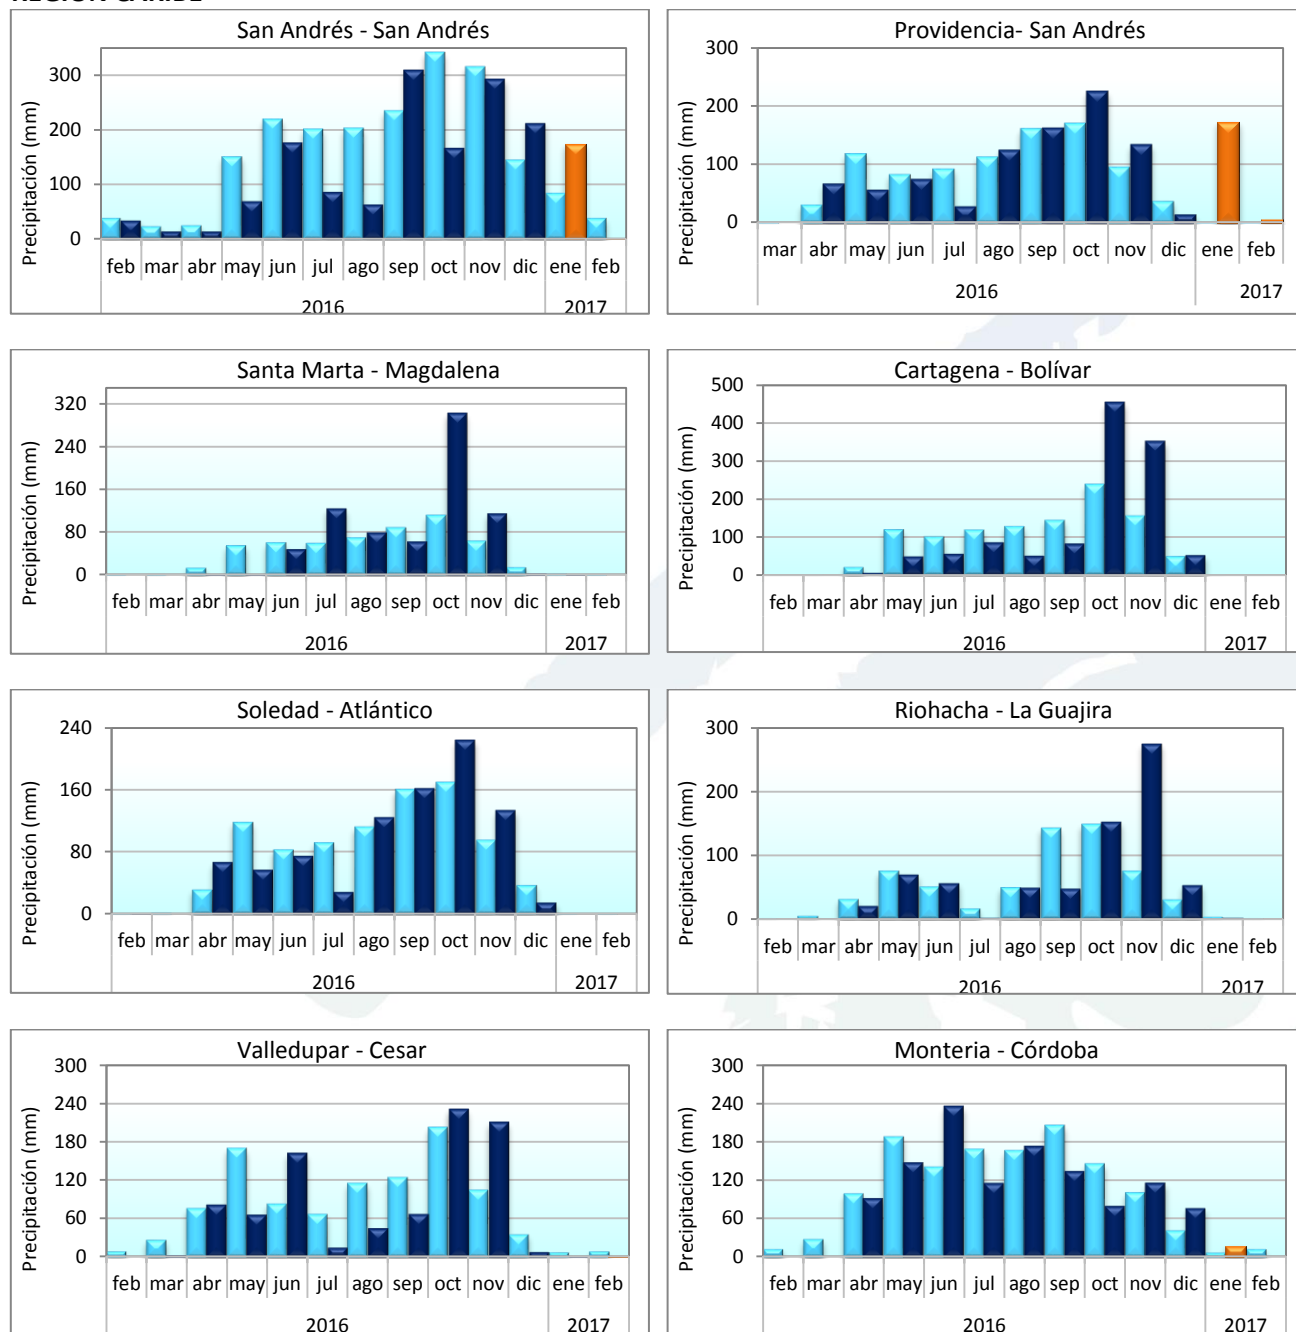 REGIÓN CARIBE
San Andrés - San Andrés
Precipitación (mm)
300
200
100
0
feb mar abr may jun jul ago sep oct nov dic ene feb
2016 2017
Providencia- San Andrés
Precipitación (mm)
300
200
100
0
mar abr may jun jul ago sep oct nov dic ene feb
2016 2017
Santa Marta - Magdalena
Precipitación (mm)
320
240
160
80
0
feb mar abr may jun jul ago sep oct nov dic ene feb
2016 2017
Cartagena - Bolívar
Precipitación (mm)
500
400
300
200
100
0
feb mar abr may jun jul ago sep oct nov dic ene feb
2016 2017
Soledad - Atlántico
Precipitación (mm)
240
160
80
0
feb mar abr may jun jul ago sep oct nov dic ene feb
2016 2017
Riohacha - La Guajira
Precipitación (mm)
300
200
100
0
feb mar abr may jun jul ago sep oct nov dic ene feb
2016 2017
Valledupar - Cesar
Precipitación (mm)
300
240
180
120
60
0
feb mar abr may jun jul ago sep oct nov dic ene feb
2016 2017
Monteria - Córdoba
Precipitación (mm)
300
240
180
120
60
0
feb mar abr may jun jul ago sep oct nov dic ene feb
2016 2017